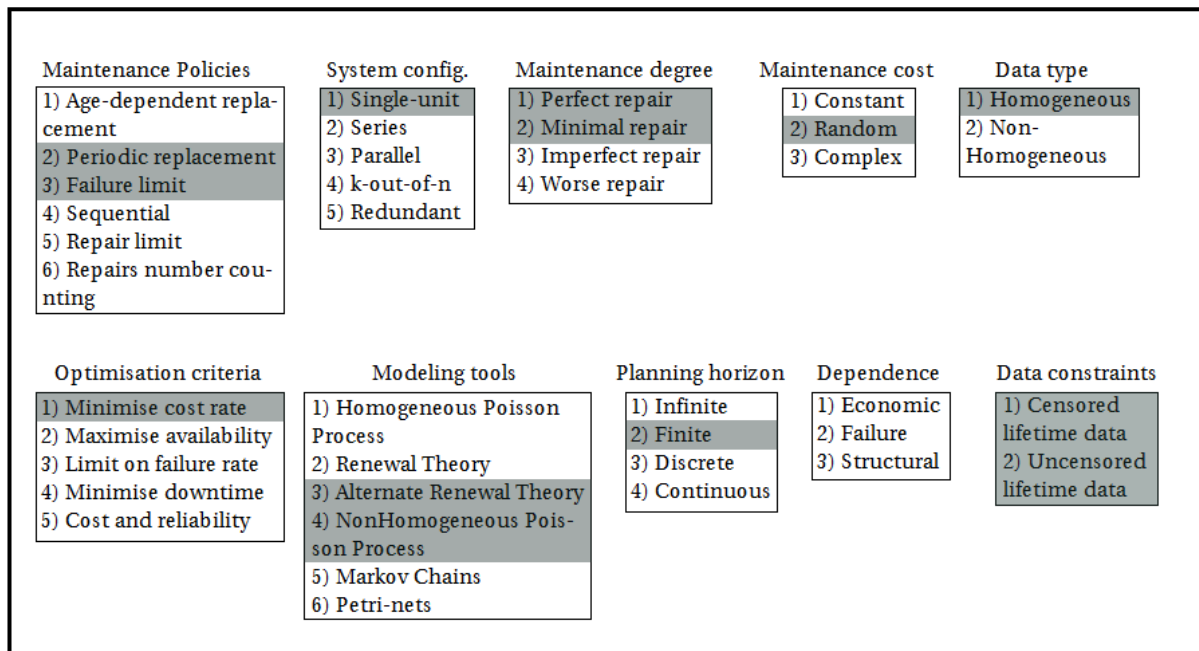 Maintenance Policies
1) Age-dependent repla-
cement
2) Periodic replacement
3) Failure limit
4) Sequential
5) Repair limit
6) Repairs number cou-
nting
System config.
1) Single-unit
2) Series
3) Parallel
4) k-out-of-n
5) Redundant
Maintenance degree
1) Perfect repair
2) Minimal repair
3) Imperfect repair
4) Worse repair
Maintenance cost
1) Constant
2) Random
3) Complex
Data type
1) Homogeneous
2) Non-
Homogeneous
Optimisation criteria
1) Minimise cost rate
2) Maximise availability
3) Limit on failure rate
4) Minimise downtime
5) Cost and reliability
Modeling tools
1) Homogeneous Poisson
Process
2) Renewal Theory
3) Alternate Renewal Theory
4) NonHomogeneous Pois-
son Process
5) Markov Chains
6) Petri-nets
Planning horizon
1) Infinite
2) Finite
3) Discrete
4) Continuous
Dependence
1) Economic
2) Failure
3) Structural
Data constraints
1) Censored
lifetime data
2) Uncensored
lifetime data